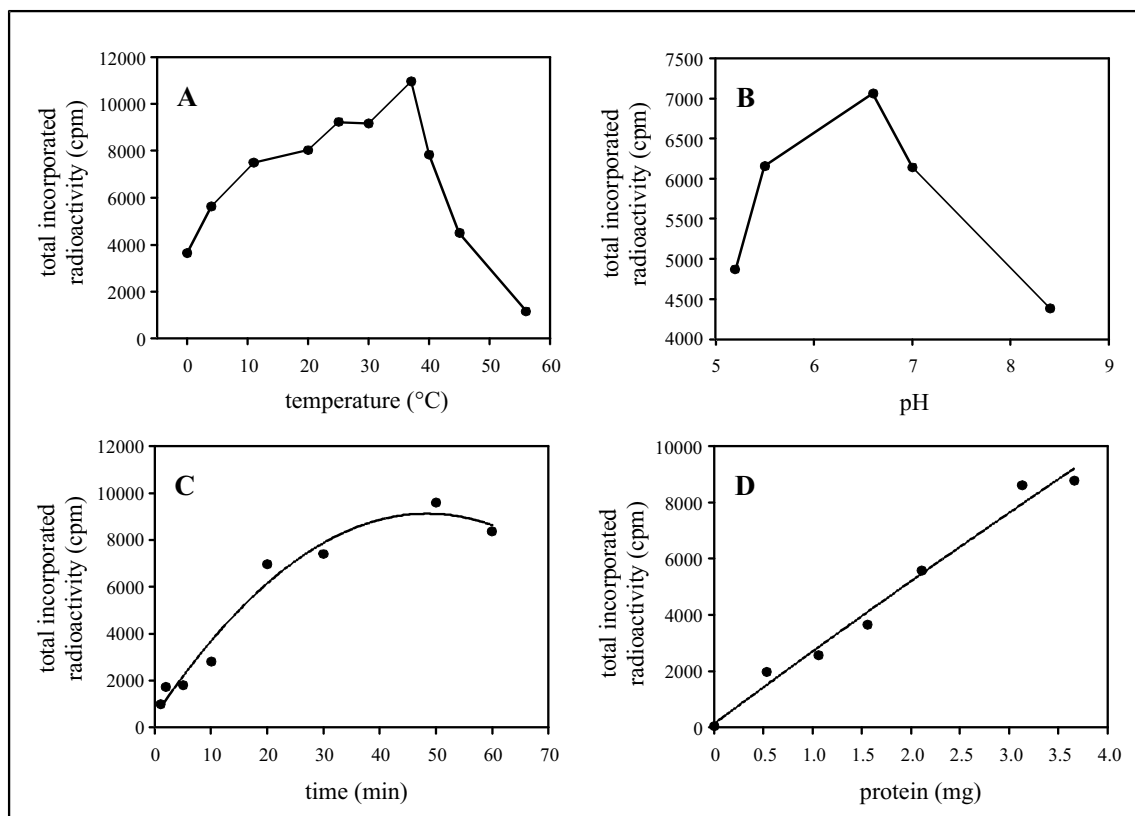 A
total incorporated
radioactivity (cpm)
12000
10000
8000
6000
4000
2000
0
0 10 20 30 40 50 60
temperature (°C)
B
total incorporated
radioactivity (cpm)
7500
7000
6500
6000
5500
5000
4500
4000
5 6 7 8 9
pH
C
total incorporated
radioactivity (cpm)
12000
10000
8000
6000
4000
2000
0
0 10 20 30 40 50 60 70
time (min)
D
total incorporated
radioactivity (cpm)
10000
8000
6000
4000
2000
0
0 0.5 1.0 1.5 2.0 2.5 3.0 3.5 4.0
protein (mg)